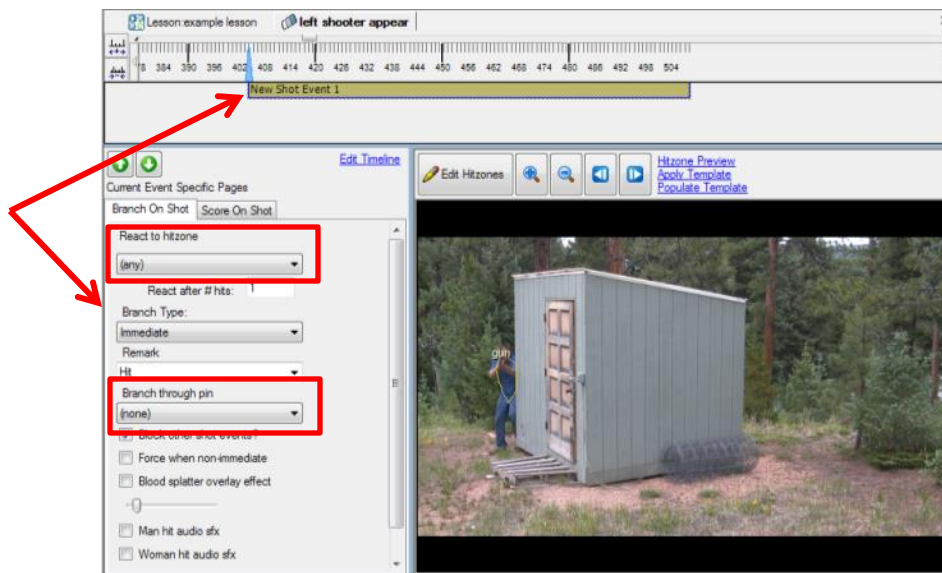 Lesson:example lesson left shooter appear
8 384 390 396 402 408 414 420 426 432 438 444 450 456 462 468 474 480 486 492 498 504
New Shot Event 1
Edit Timeline
Current Event Specific Pages
Branch On Shot Score On Shot
React to hitzone
(any)
React after # hits: 1
Branch Type:
Immediate
Remark
Hit
Branch through pin
(none)
Block other shot events?
Force when non-immediate
Blood splatter overlay effect
Man hit audio sfx
Woman hit audio sfx
Edit Hitzones
Hitzone Preview
Apply Template
Populate Template
gun